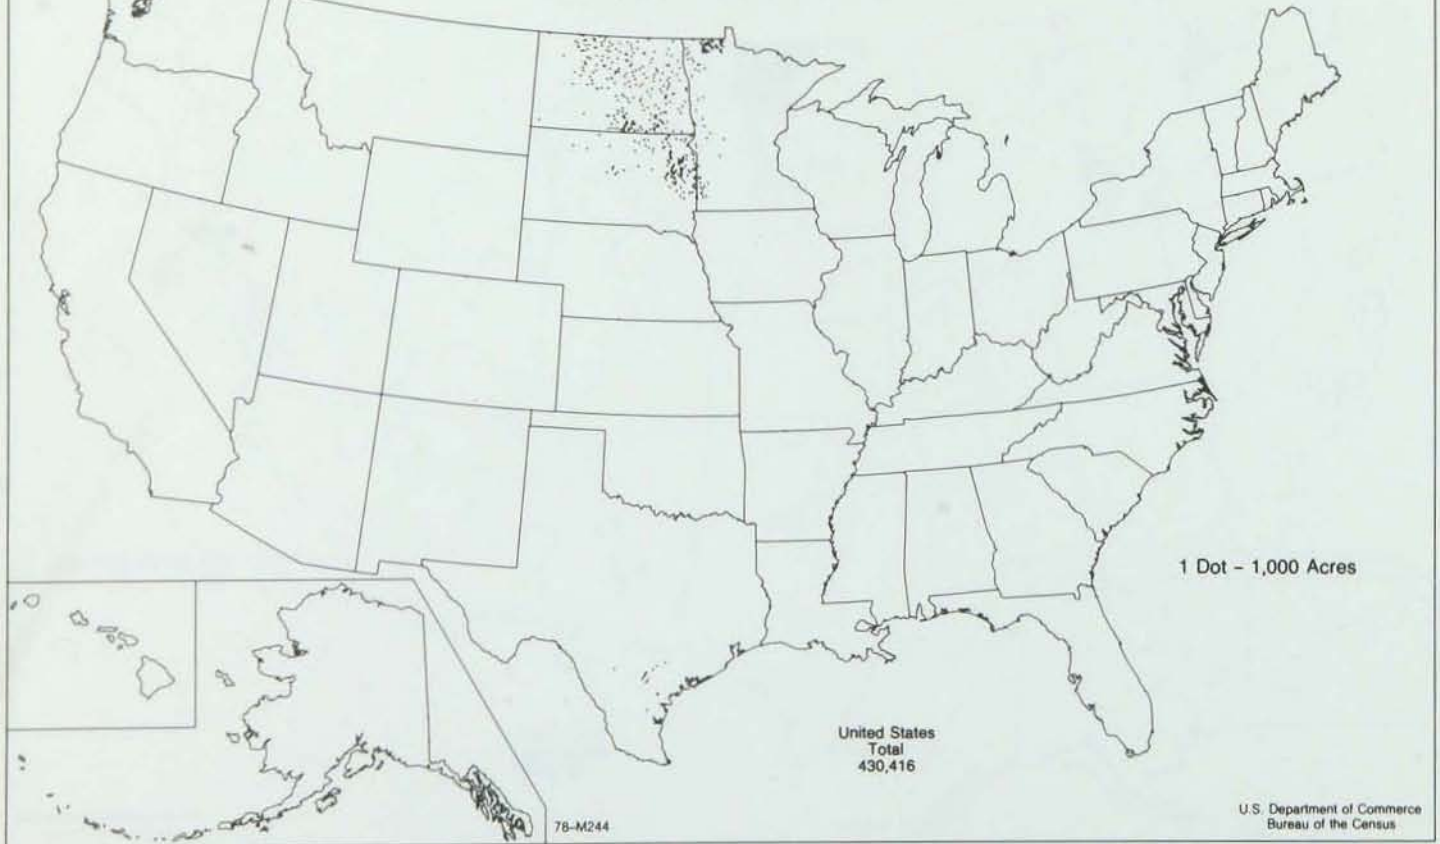 1 Dot – 1,000 Acres
United States
Total
430,416
78–M244
U.S. Department of Commerce
Bureau of the Census